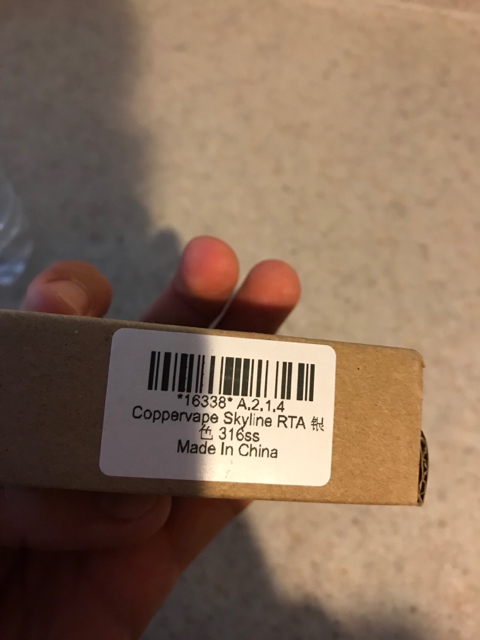 *16338* A.2.1.4
Coppervape Skyline RTA 银
色 316ss
Made In China